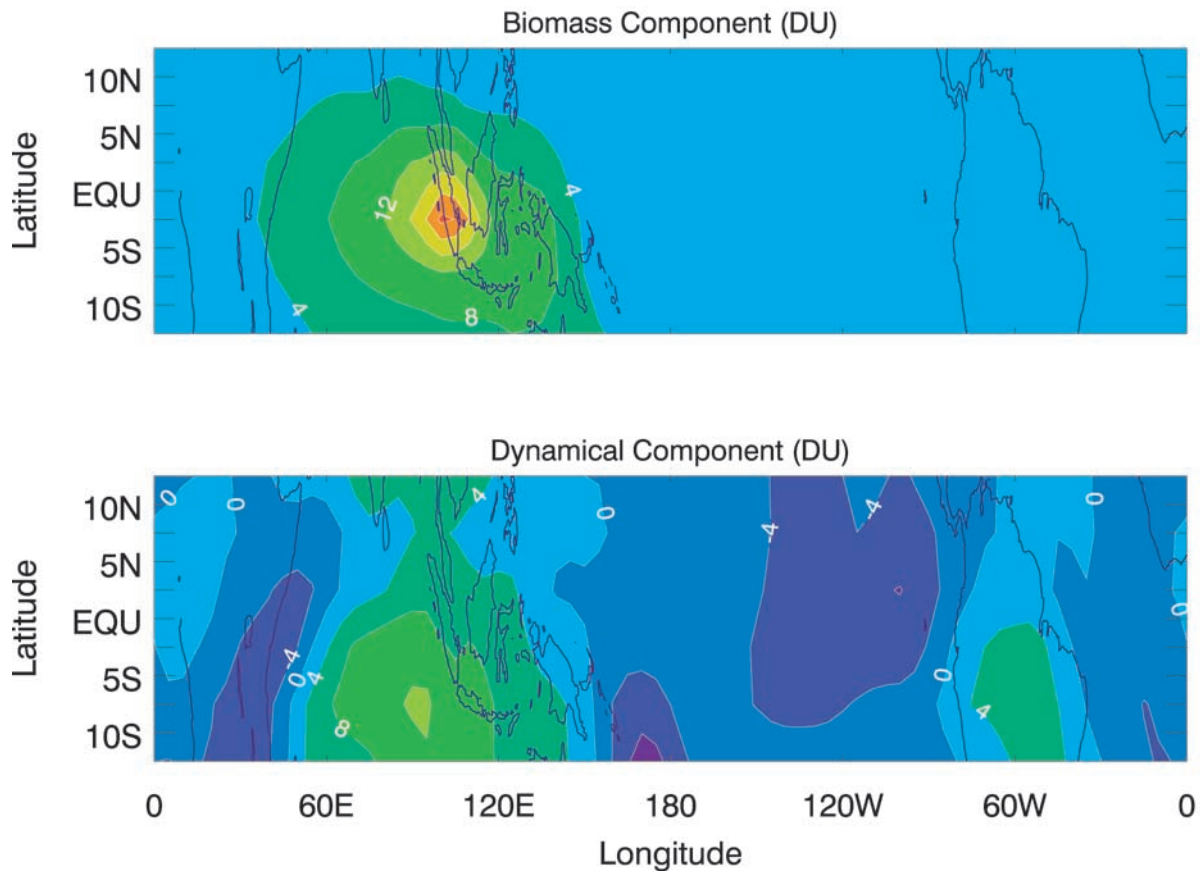 Biomass Component (DU)
Latitude
10N
5N
EQU
5S
10S
4
12
4
8
Dynamical Component (DU)
Latitude
10N
5N
EQU
5S
10S
0
0
4
0
-4
-4
-4
0
4
8
0
4
0
0
0 60E 120E 180 120W 60W 0
Longitude